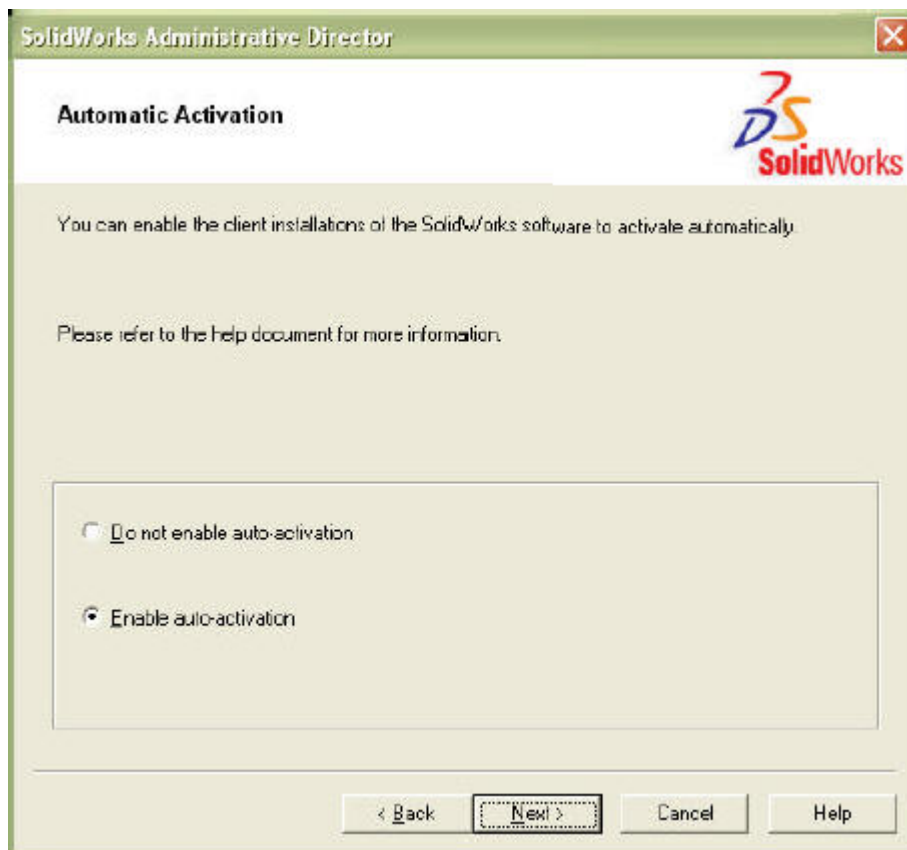 SolidWorks Administrative Director
Automatic Activation
DS
SolidWorks
You can enable the client installations of the SolidWorks software to activate automatically.
Please refer to the help document for more information.
Do not enable auto-activation
Enable auto-activation
< Back
Next >
Cancel
Help